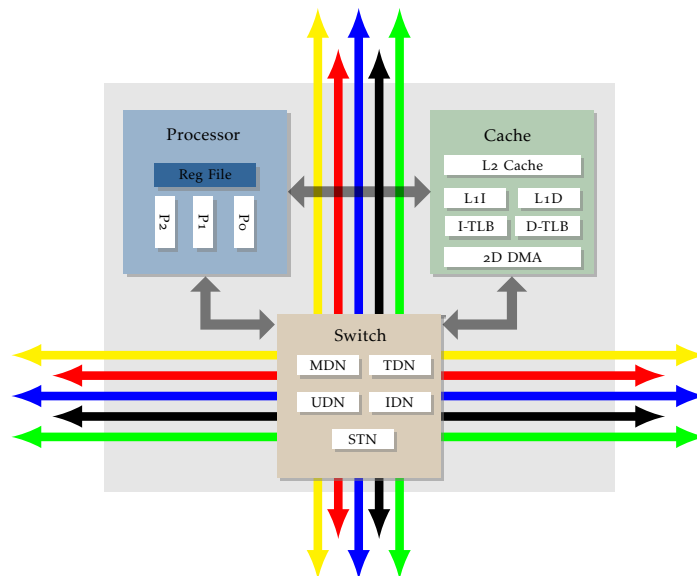 Processor
Reg File
P2
P1
P0
Cache
L2 Cache
L1I
L1D
I-TLB
D-TLB
2D DMA
Switch
MDN
TDN
UDN
IDN
STN